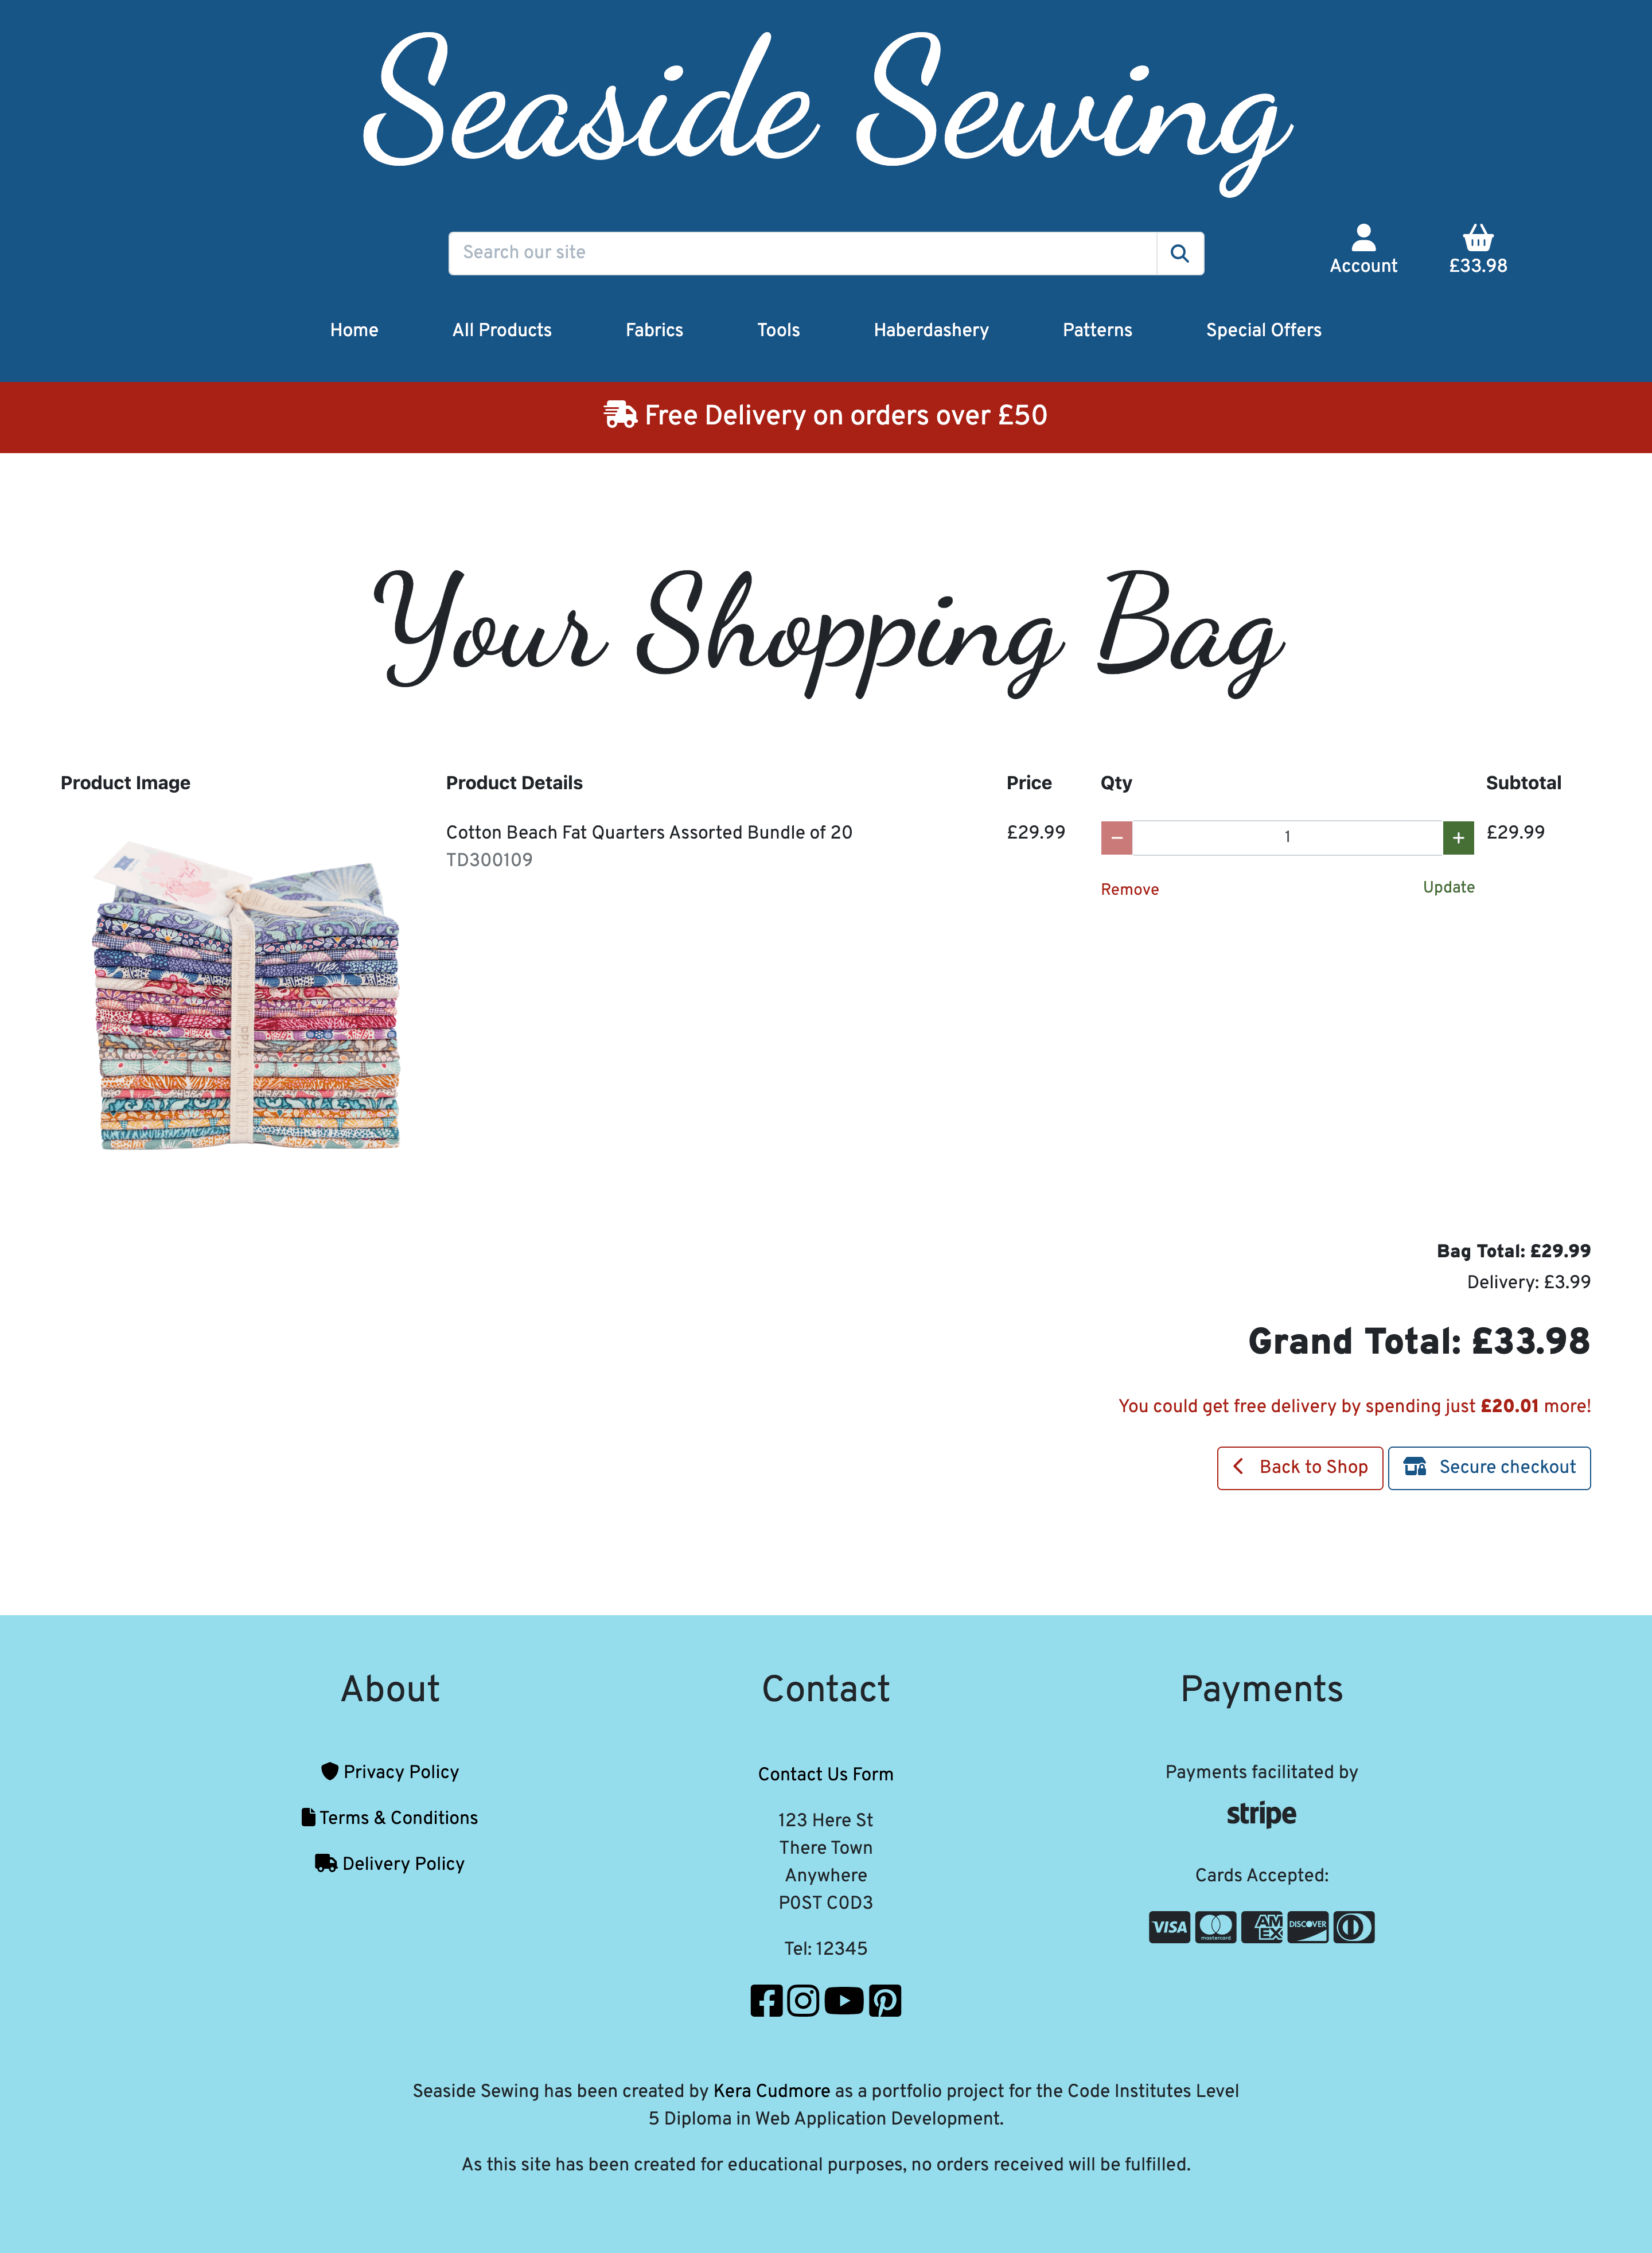 Seaside Sewing
Search our site
Account
£33.98
Home All Products Fabrics Tools Haberdashery Patterns Special Offers
Free Delivery on orders over £50
Your Shopping Bag
Product Image Product Details Price Qty Subtotal
Cotton Beach Fat Quarters Assorted Bundle of 20 £29.99 1 £29.99
TD300109
Remove Update
Tilda
Bag Total: £29.99
Delivery: £3.99
Grand Total: £33.98
You could get free delivery by spending just £20.01 more!
Back to Shop Secure checkout
About
Privacy Policy
Terms & Conditions
Delivery Policy
Contact
Contact Us Form
123 Here St
There Town
Anywhere
P0ST C0D3
Tel: 12345
Payments
Payments facilitated by
stripe
Cards Accepted:
VISA mastercard AMEX DISCOVER
Seaside Sewing has been created by Kera Cudmore as a portfolio project for the Code Institutes Level
5 Diploma in Web Application Development.
As this site has been created for educational purposes, no orders received will be fulfilled.